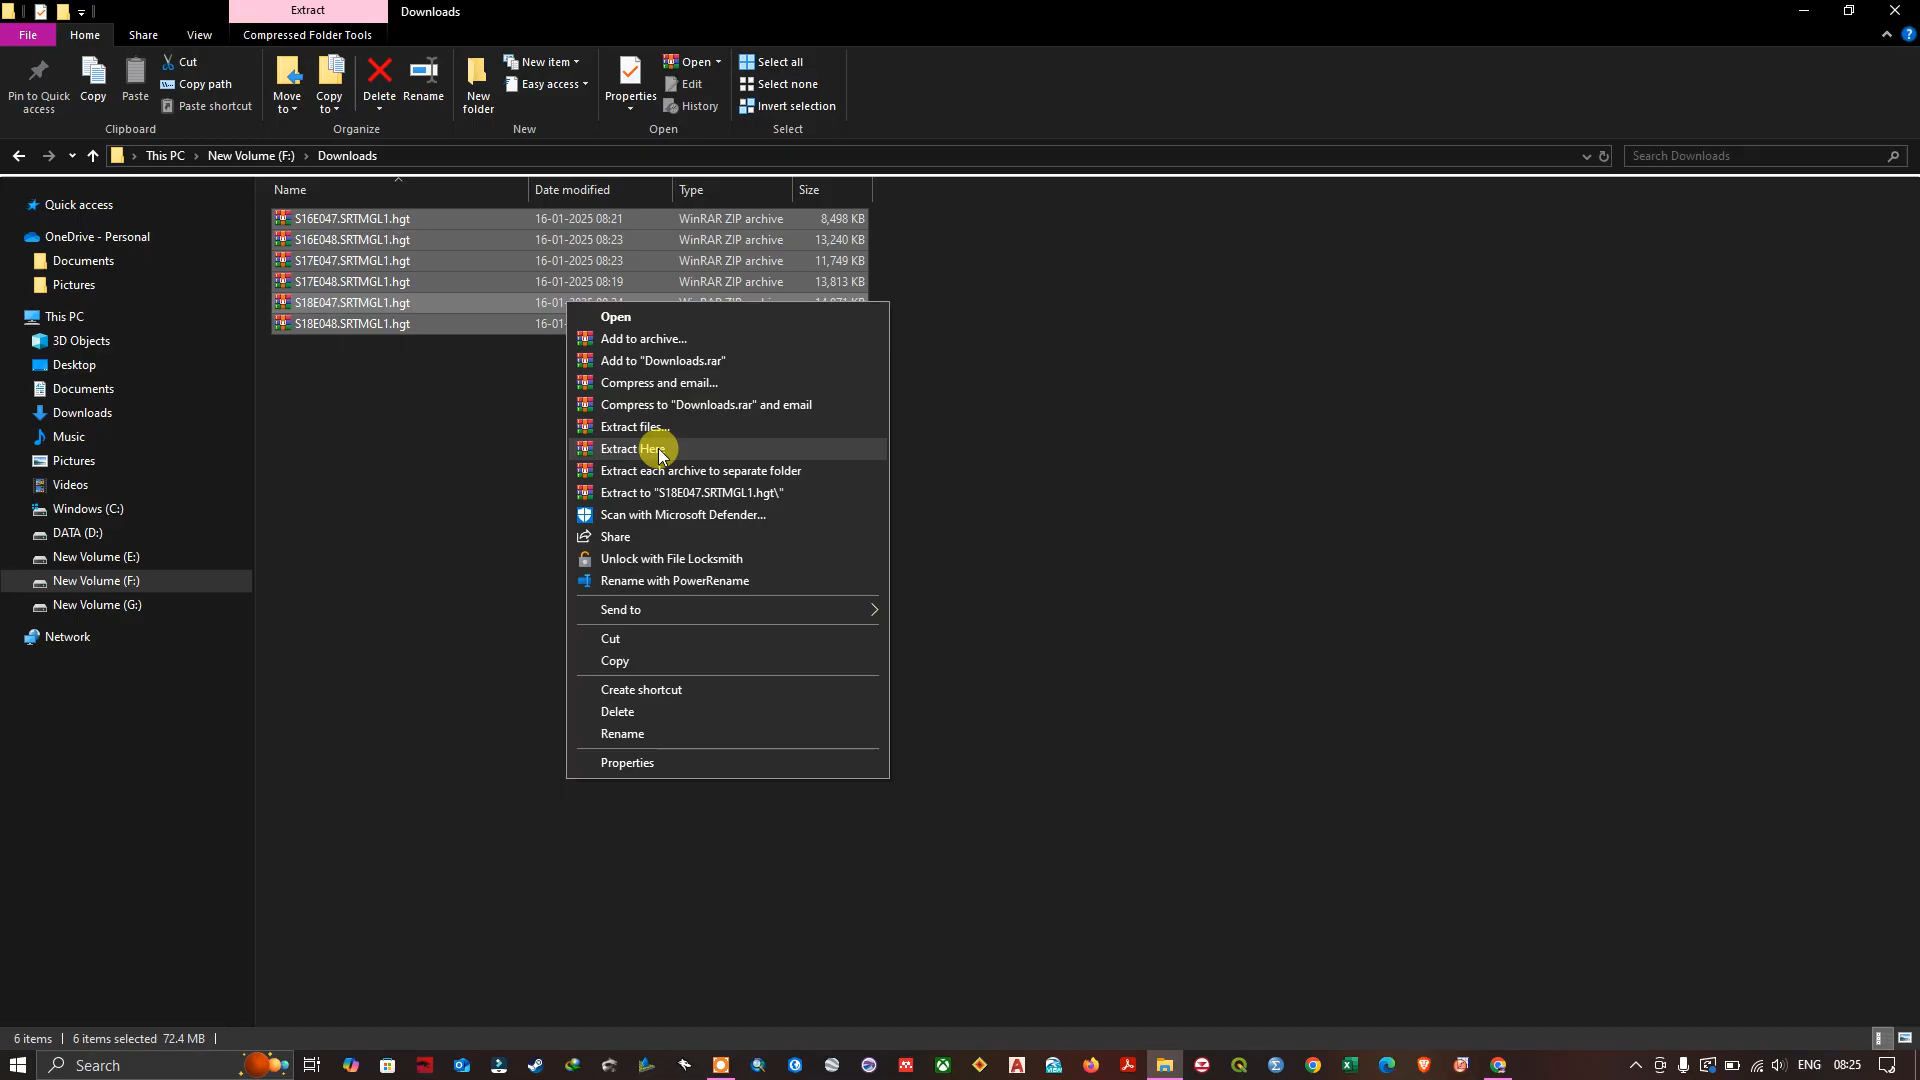 Extract
Downloads
File
Home
Share
View
Compressed Folder Tools
Pin to Quick access
Copy
Paste
Cut
Copy path
Paste shortcut
Clipboard
Move to
Copy to
Delete
Rename
Organize
New folder
New item
Easy access
New
Properties
Open
Edit
History
Open
Select all
Select none
Invert selection
Select
This PC
New Volume (F:)
Downloads
Search Downloads
Quick access
OneDrive - Personal
Documents
Pictures
This PC
3D Objects
Desktop
Documents
Downloads
Music
Pictures
Videos
Windows (C:)
DATA (D:)
New Volume (E:)
New Volume (F:)
New Volume (G:)
Network
Name Date modified Type Size
S16E047.SRTMGL1.hgt 16-01-2025 08:21 WinRAR ZIP archive 8,498 KB
S16E048.SRTMGL1.hgt 16-01-2025 08:23 WinRAR ZIP archive 13,240 KB
S17E047.SRTMGL1.hgt 16-01-2025 08:23 WinRAR ZIP archive 11,749 KB
S17E048.SRTMGL1.hgt 16-01-2025 08:19 WinRAR ZIP archive 13,813 KB
S18E047.SRTMGL1.hgt 16-01-
S18E048.SRTMGL1.hgt 16-01-
Open
Add to archive...
Add to "Downloads.rar"
Compress and email...
Compress to "Downloads.rar" and email
Extract files...
Extract Here
Extract each archive to separate folder
Extract to "S18E047.SRTMGL1.hgt\"
Scan with Microsoft Defender...
Share
Unlock with File Locksmith
Rename with PowerRename
Send to
Cut
Copy
Create shortcut
Delete
Rename
Properties
6 items 6 items selected 72.4 MB
Search
ENG 08:25